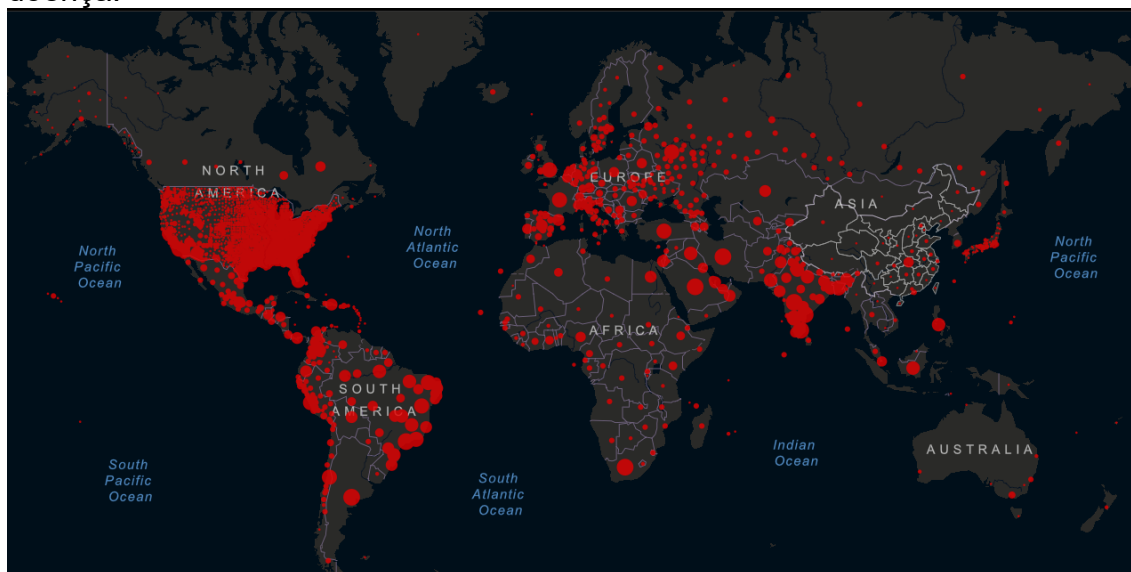 NORTH
AMERICA
EUROPE
ASIA
North
Pacific
Ocean
North
Atlantic
Ocean
North
Pacific
Ocean
AFRICA
SOUTH
AMERICA
AUSTRALIA
Indian
Ocean
South
Pacific
Ocean
South
Atlantic
Ocean